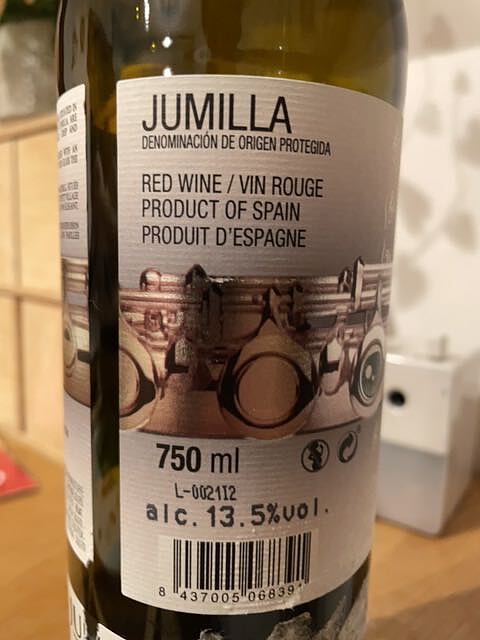 JUMILLA
DENOMINACIÓN DE ORIGEN PROTEGIDA
RED WINE / VIN ROUGE
PRODUCT OF SPAIN
PRODUIT D'ESPAGNE
750 ml
L-0021I2
alc.13.5%vol.
8 437005 06839